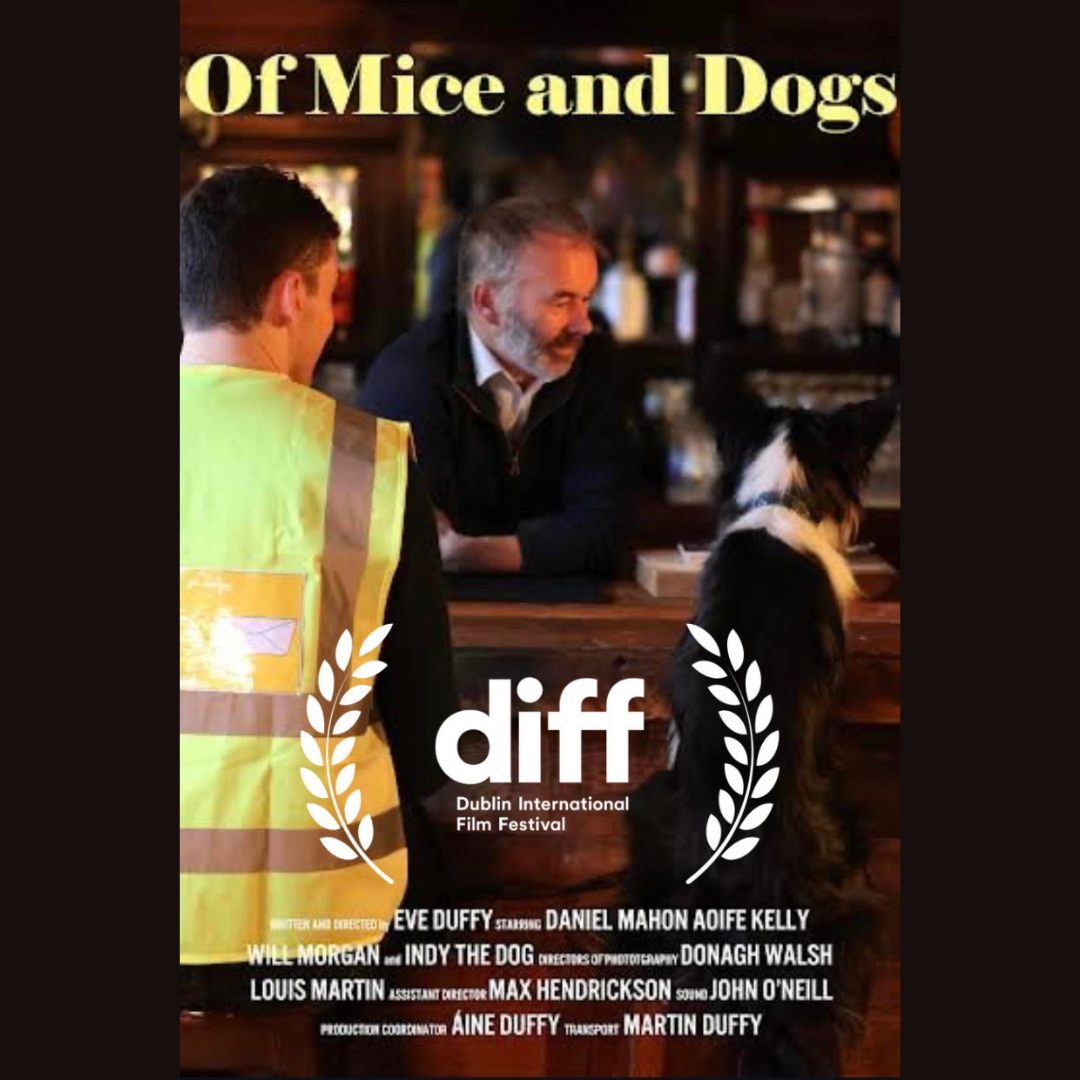 Of Mice and Dogs
diff
Dublin International
Film Festival
WRITTEN AND DIRECTED by EVE DUFFY STARRING DANIEL MAHON AOIFE KELLY
WILL MORGAN and INDY THE DOG DIRECTORS OF PHOTOTGRAPHY DONAGH WALSH
LOUIS MARTIN ASSISTANT DIRECTOR MAX HENDRICKSON SOUND JOHN O'NEILL
PRODUCTION COORDINATOR ÁINE DUFFY TRANSPORT MARTIN DUFFY